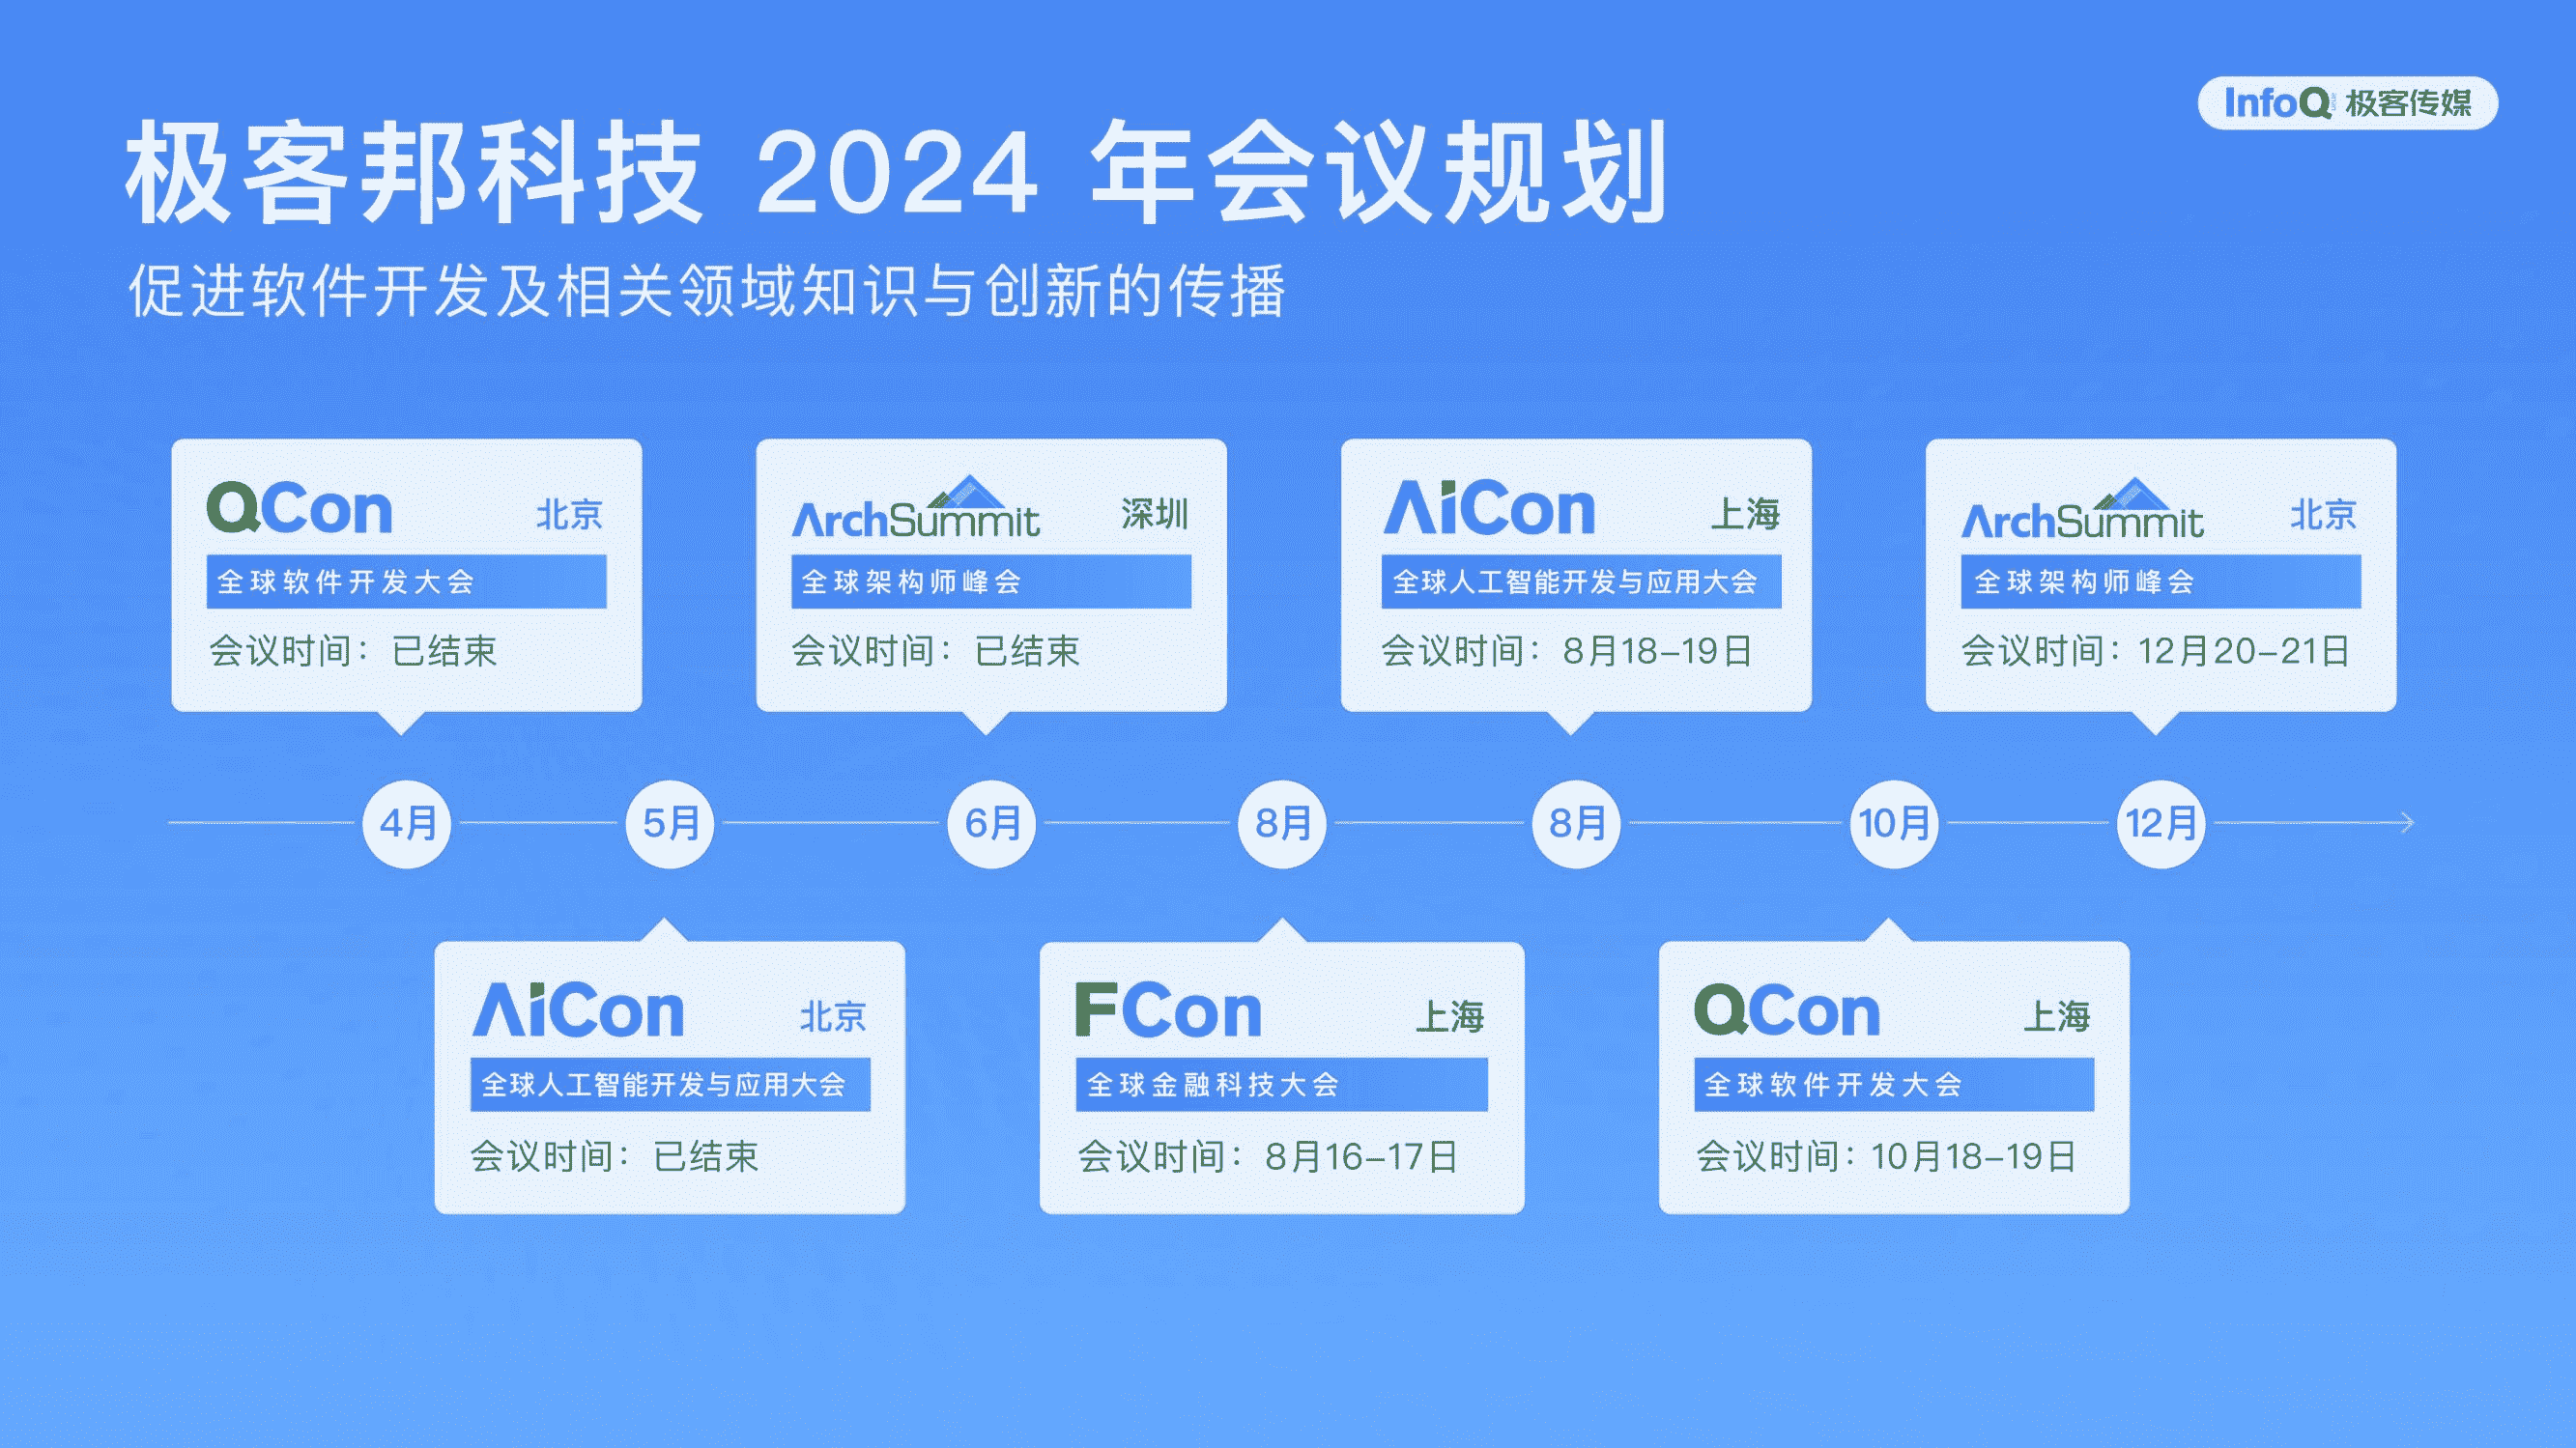 InfoQ 极客传媒
极客邦科技 2024 年会议规划
促进软件开发及相关领域知识与创新的传播
QCon 北京
全球软件开发大会
会议时间：已结束
ArchSummit 深圳
全球架构师峰会
会议时间：已结束
AiCon 上海
全球人工智能开发与应用大会
会议时间：8月18-19日
ArchSummit 北京
全球架构师峰会
会议时间：12月20-21日
4月 5月 6月 8月 8月 10月 12月
AiCon 北京
全球人工智能开发与应用大会
会议时间：已结束
FCon 上海
全球金融科技大会
会议时间：8月16-17日
QCon 上海
全球软件开发大会
会议时间：10月18-19日